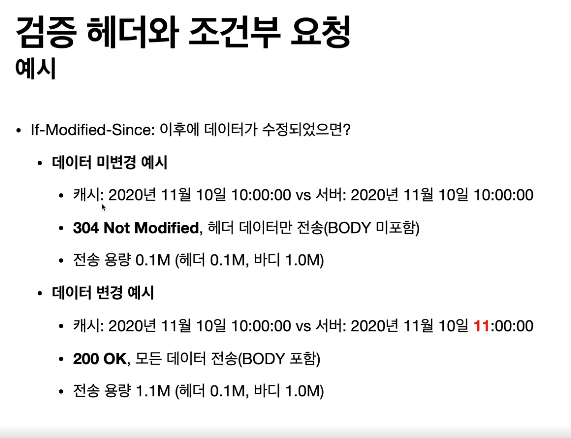 검증 헤더와 조건부 요청
예시
• If-Modified-Since: 이후에 데이터가 수정되었으면?
• 데이터 미변경 예시
• 캐시: 2020년 11월 10일 10:00:00 vs 서버: 2020년 11월 10일 10:00:00
• 304 Not Modified, 헤더 데이터만 전송(BODY 미포함)
• 전송 용량 0.1M (헤더 0.1M, 바디 1.0M)
• 데이터 변경 예시
• 캐시: 2020년 11월 10일 10:00:00 vs 서버: 2020년 11월 10일 11:00:00
• 200 OK, 모든 데이터 전송(BODY 포함)
• 전송 용량 1.1M (헤더 0.1M, 바디 1.0M)